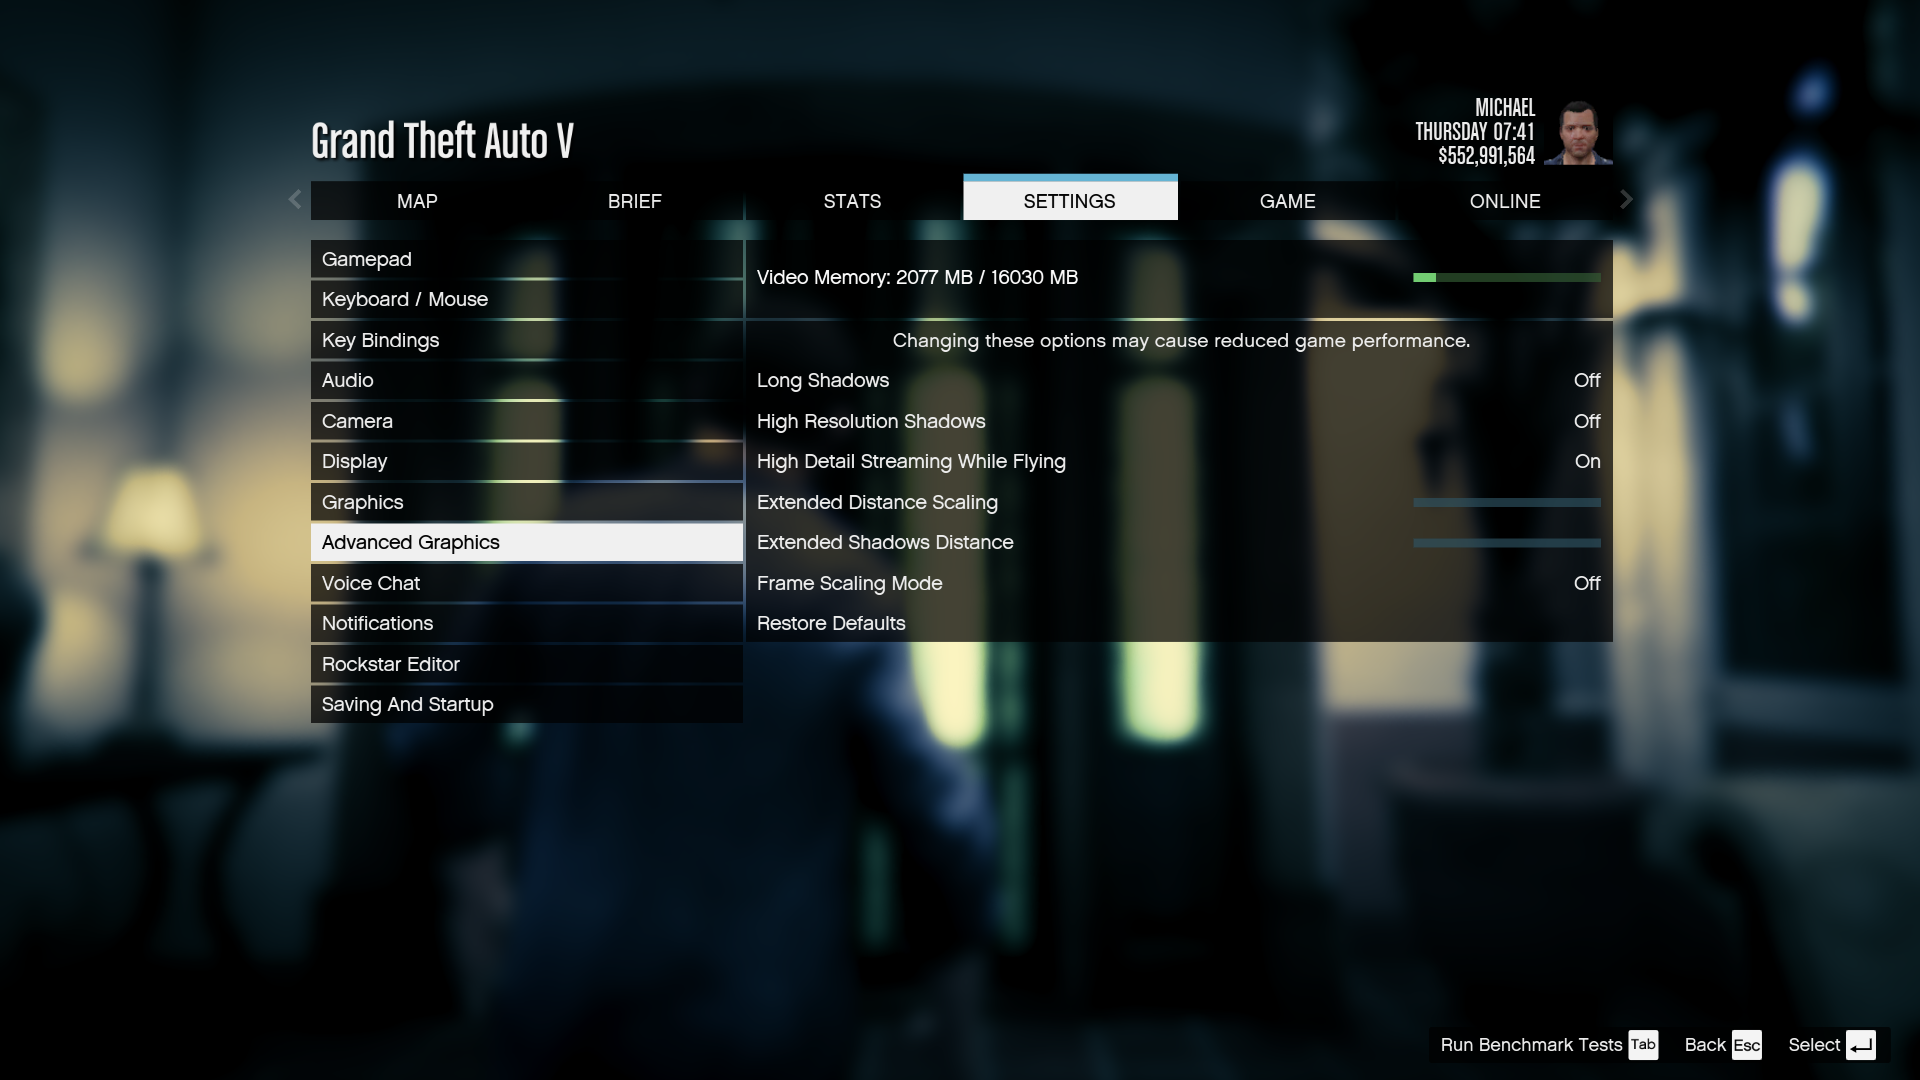 Grand Theft Auto V
MICHAEL
THURSDAY 07:41
$552,991,564
MAP BRIEF STATS SETTINGS GAME ONLINE
Gamepad
Keyboard / Mouse
Key Bindings
Audio
Camera
Display
Graphics
Advanced Graphics
Voice Chat
Notifications
Rockstar Editor
Saving And Startup
Video Memory: 2077 MB / 16030 MB
Changing these options may cause reduced game performance.
Long Shadows Off
High Resolution Shadows Off
High Detail Streaming While Flying On
Extended Distance Scaling
Extended Shadows Distance
Frame Scaling Mode Off
Restore Defaults
Run Benchmark Tests Tab Back Esc Select